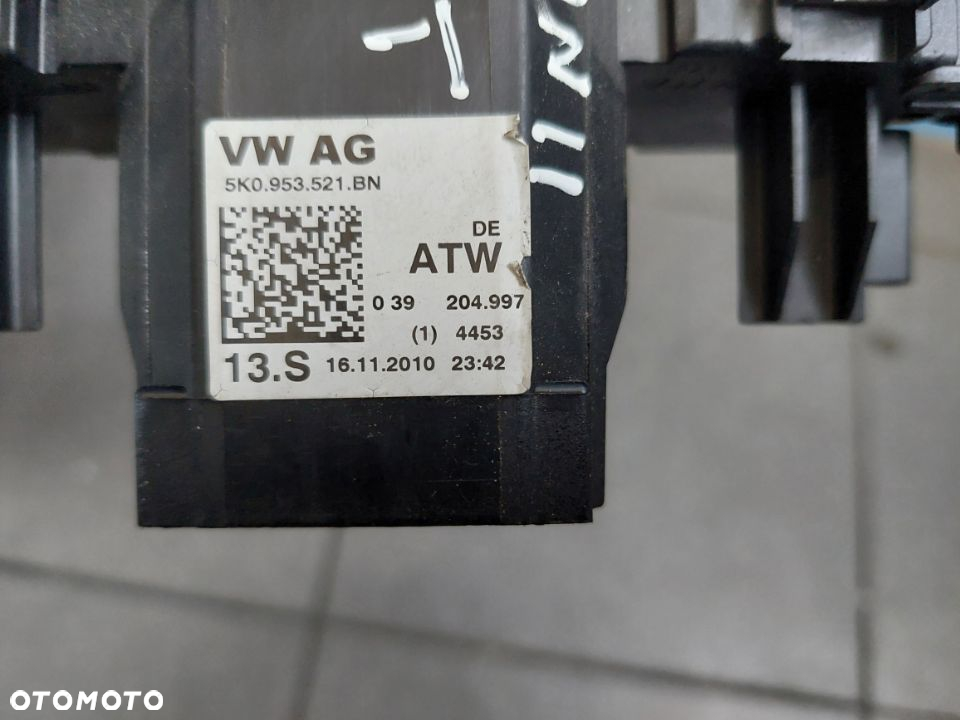 VW AG
5K0.953.521.BN
DE
ATW
0 39 204.997
(1) 4453
13.S 16.11.2010 23:42
OTOMOTO